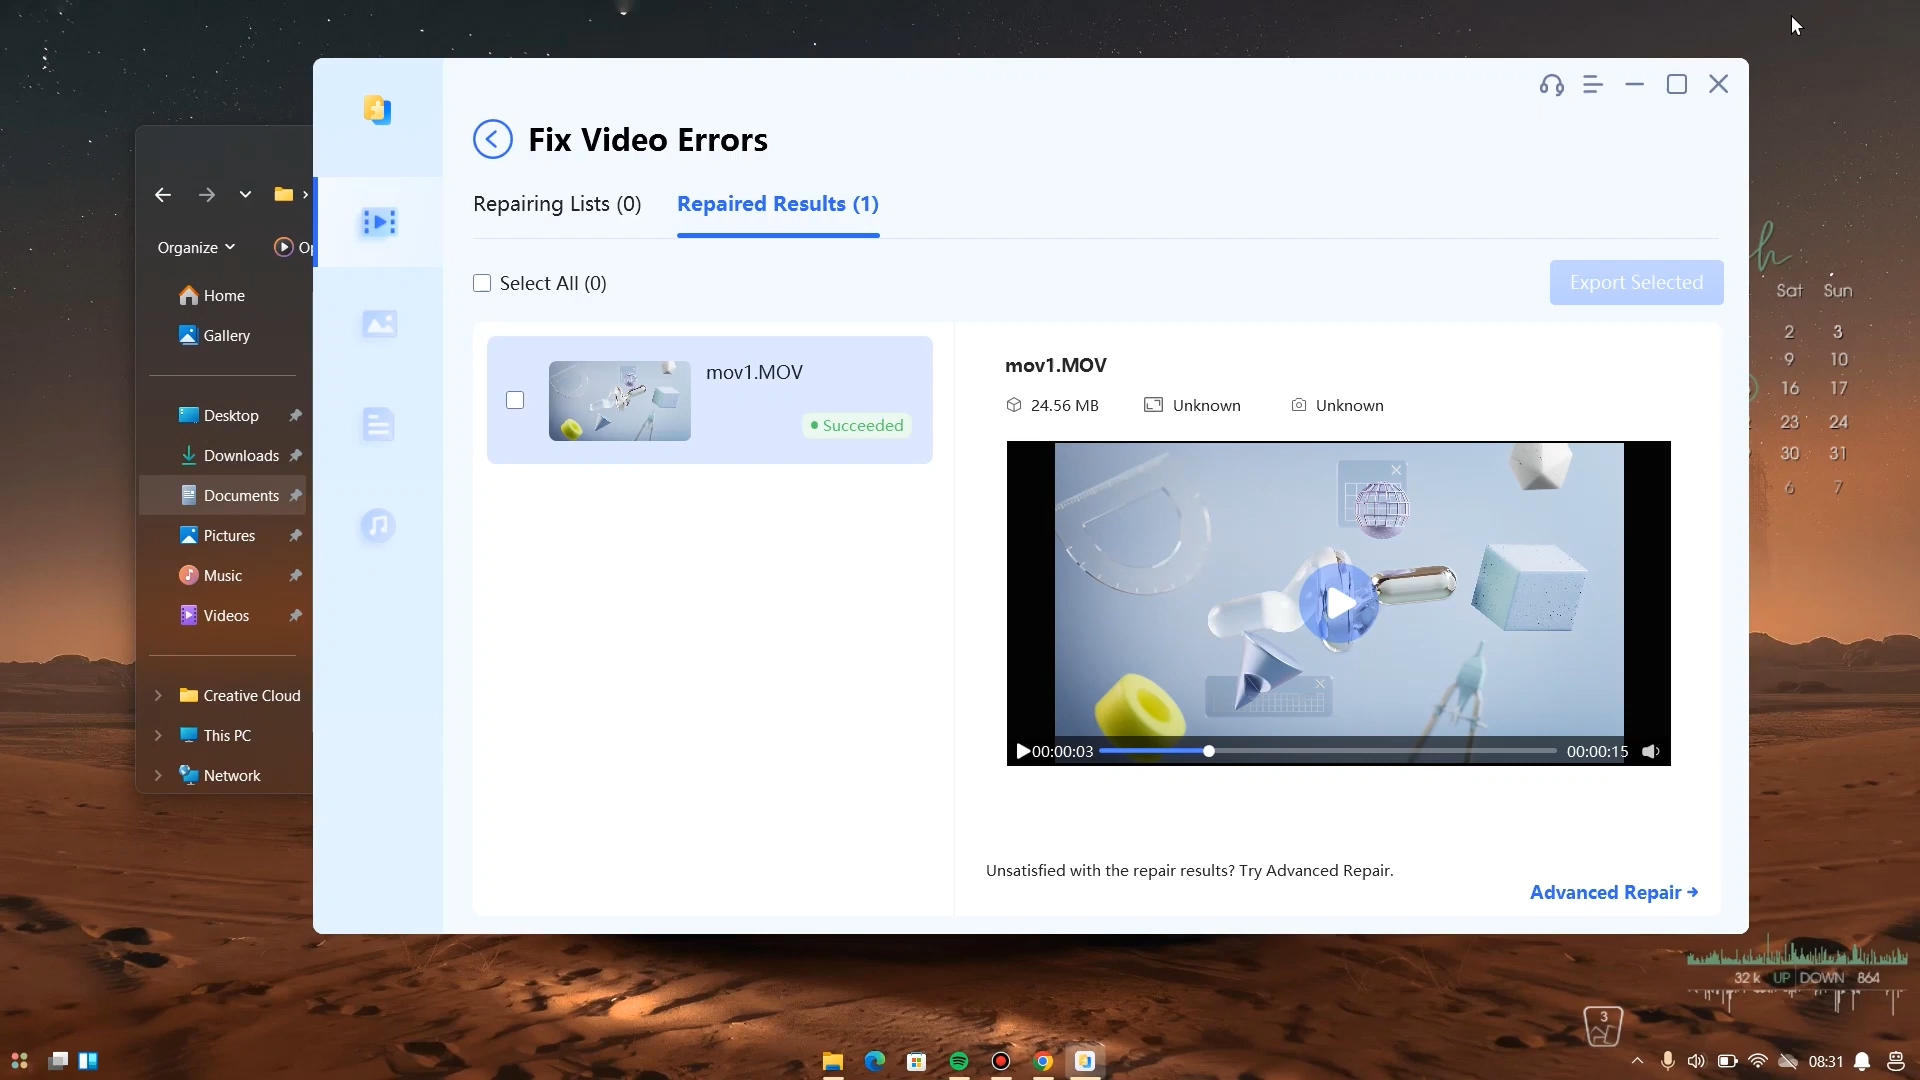 Fix Video Errors
Repairing Lists (0)
Repaired Results (1)
Organize
Op
Home
Gallery
Desktop
Downloads
Documents
Pictures
Music
Videos
Creative Cloud
This PC
Network
Select All (0)
Export Selected
mov1.MOV
Succeeded
mov1.MOV
24.56 MB
Unknown
Unknown
00:00:03
00:00:15
Unsatisfied with the repair results? Try Advanced Repair.
Advanced Repair
h
Sat Sun
2 3
9 10
16 17
23 24
30 31
6 7
32 k UP DOWN 864
3
08:31